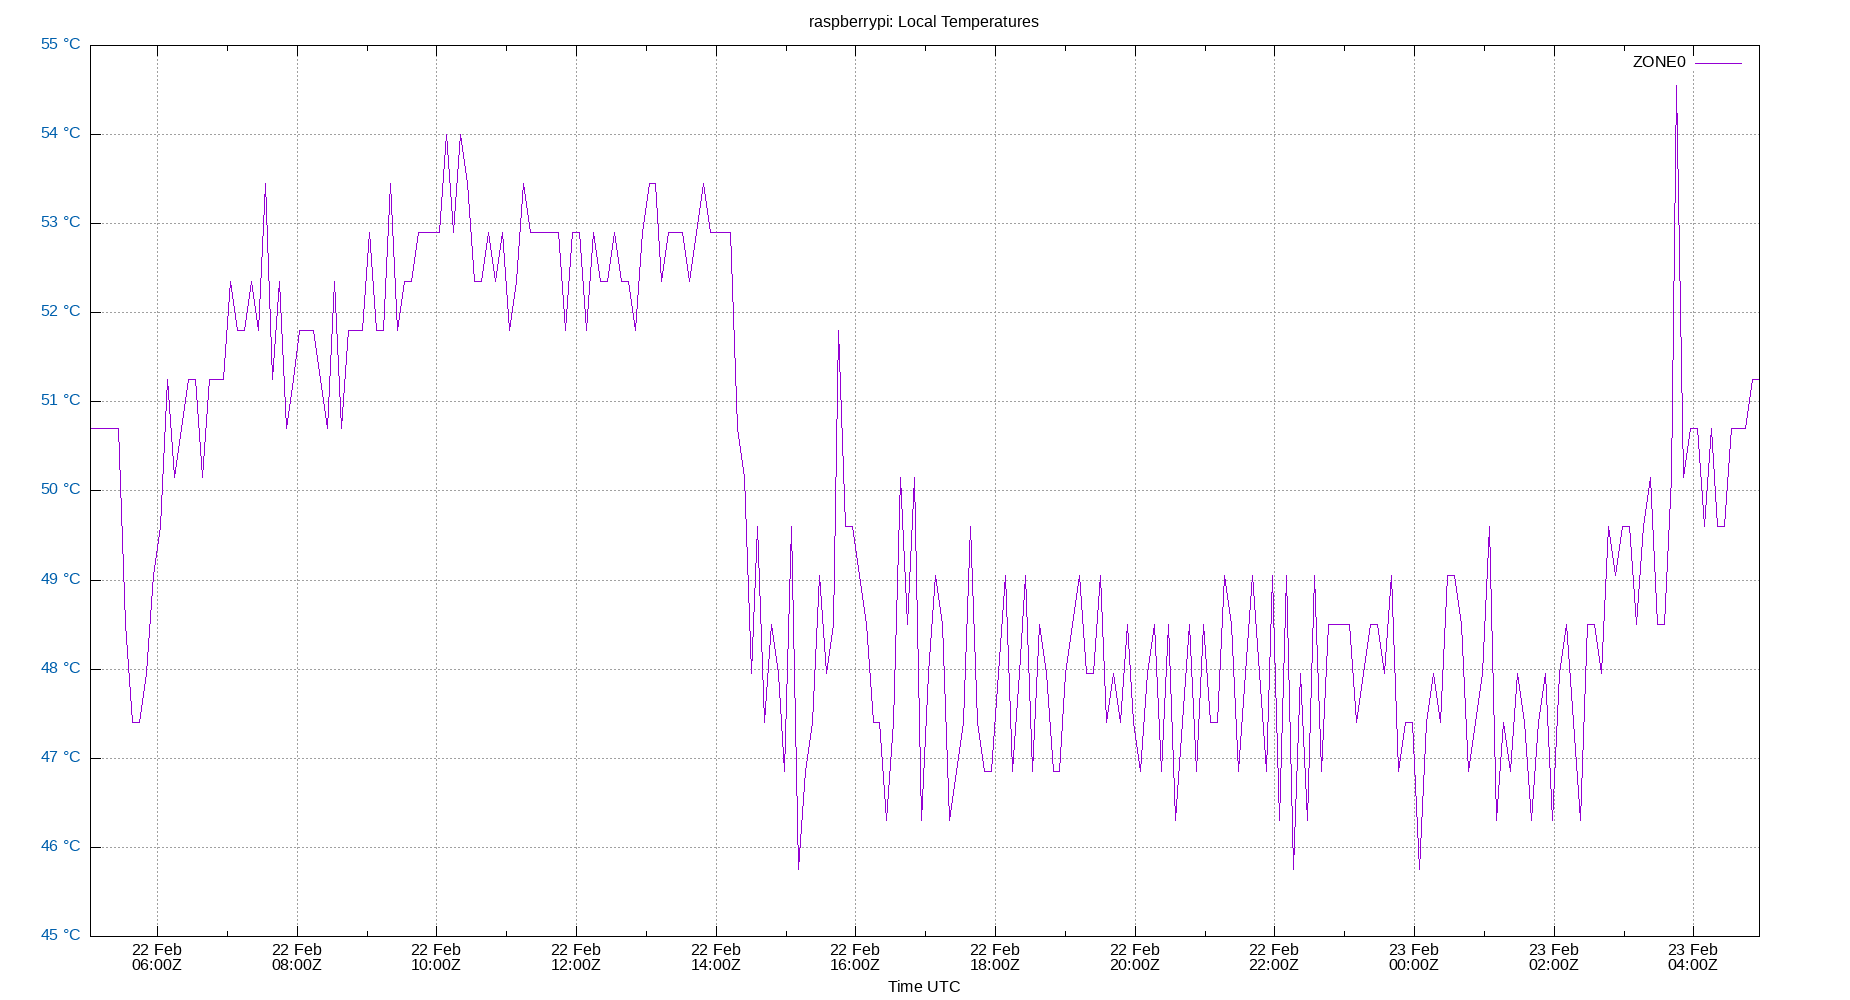 raspberrypi: Local Temperatures
ZONE0
55 °C
54 °C
53 °C
52 °C
51 °C
50 °C
49 °C
48 °C
47 °C
46 °C
45 °C
22 Feb 22 Feb 22 Feb 22 Feb 22 Feb 22 Feb 22 Feb 22 Feb 22 Feb 23 Feb 23 Feb 23 Feb
06:00Z 08:00Z 10:00Z 12:00Z 14:00Z 16:00Z 18:00Z 20:00Z 22:00Z 00:00Z 02:00Z 04:00Z
Time UTC